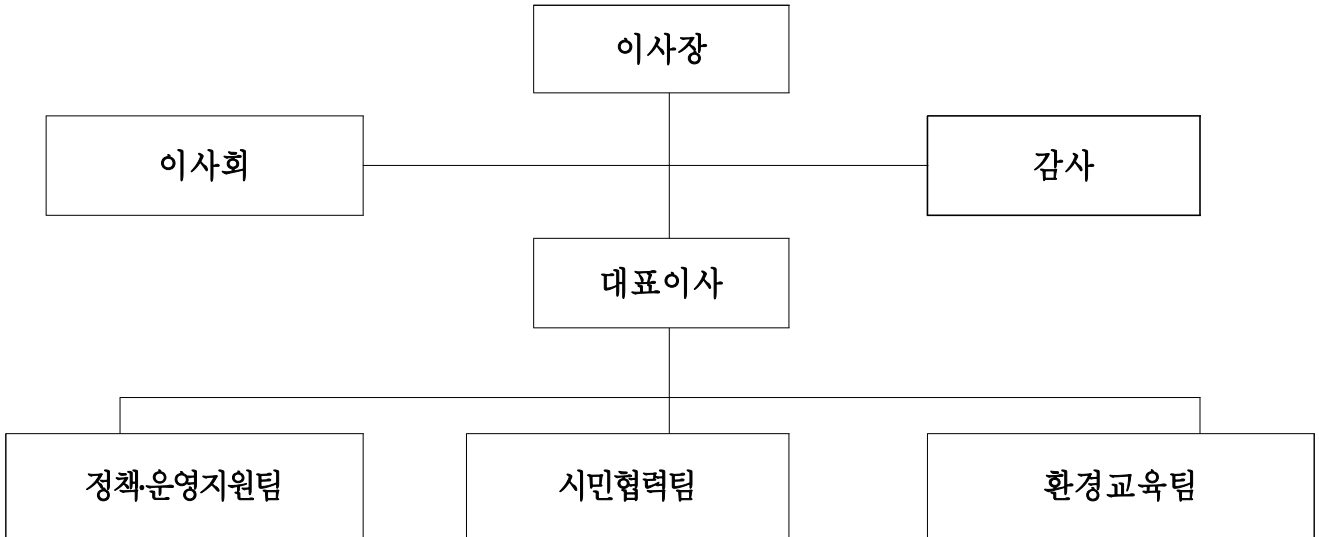 이사장
이사회
감사
대표이사
정책·운영지원팀
시민협력팀
환경교육팀